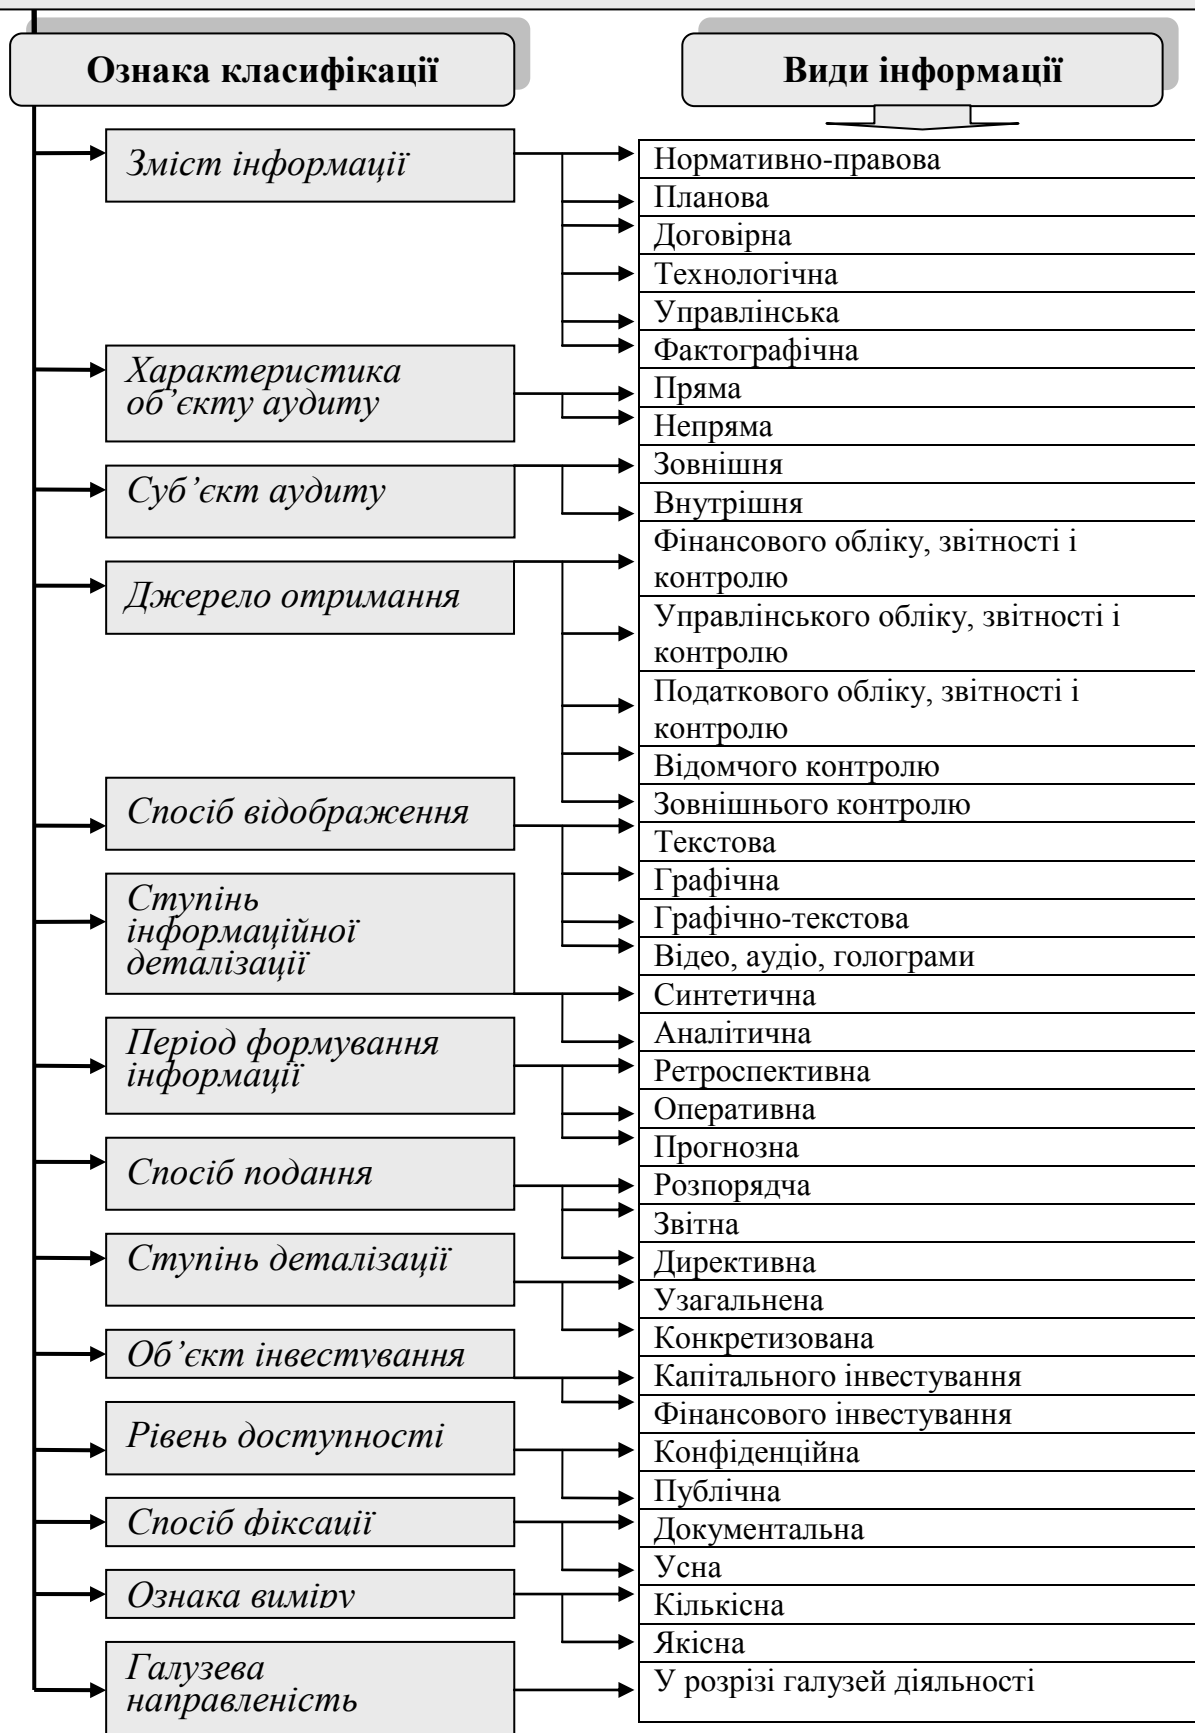 Ознака класифікації
Види інформації
Зміст інформації
Нормативно-правова
Планова
Договірна
Технологічна
Управлінська
Фактографічна
Характеристика
об’єкту аудиту
Пряма
Непряма
Суб’єкт аудиту
Зовнішня
Внутрішня
Джерело отримання
Фінансового обліку, звітності і
контролю
Управлінського обліку, звітності і
контролю
Податкового обліку, звітності і
контролю
Відомчого контролю
Зовнішнього контролю
Спосіб відображення
Текстова
Графічна
Графічно-текстова
Відео, аудіо, голограми
Ступінь
інформаційної
деталізації
Синтетична
Аналітична
Період формування
інформації
Ретроспективна
Оперативна
Прогнозна
Спосіб подання
Розпорядча
Звітна
Директивна
Ступінь деталізації
Узагальнена
Конкретизована
Об’єкт інвестування
Капітального інвестування
Фінансового інвестування
Рівень доступності
Конфіденційна
Публічна
Спосіб фіксації
Документальна
Усна
Ознака виміру
Кількісна
Якісна
Галузева
направленість
У розрізі галузей діяльності